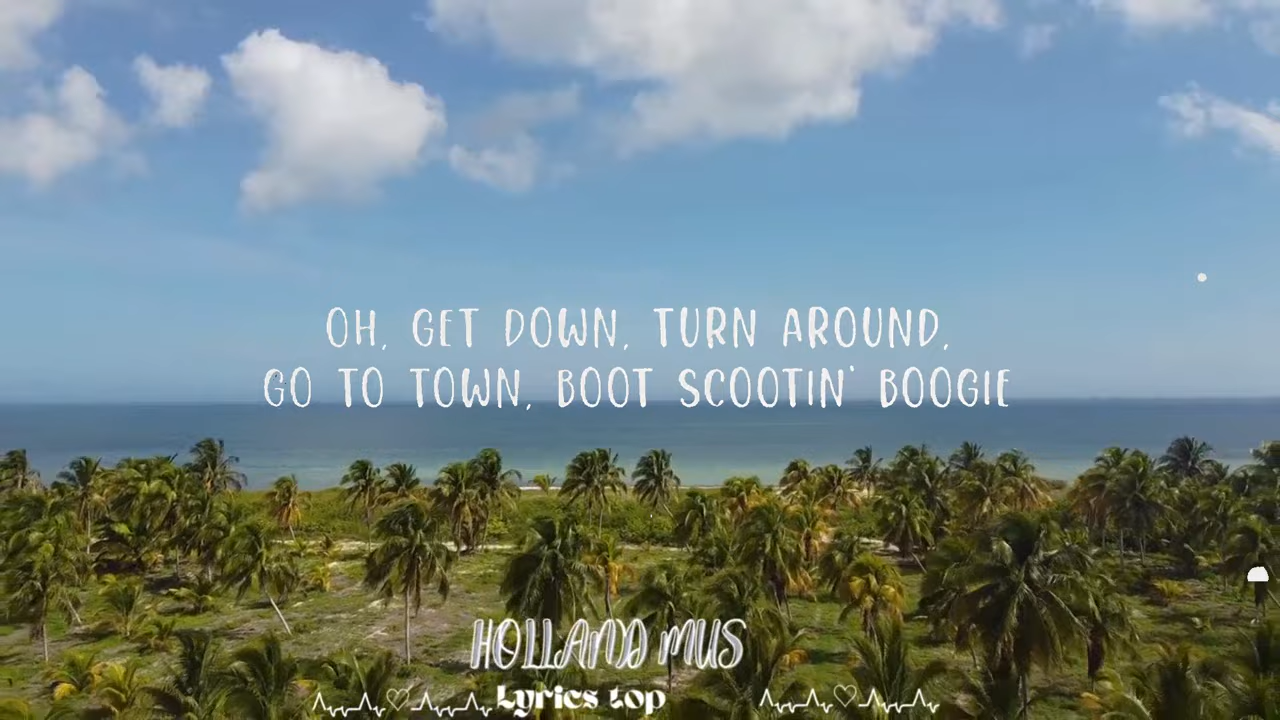 OH, GET DOWN, TURN AROUND,
GO TO TOWN, BOOT SCOOTIN' BOOGIE
HOLLAND MUS
Lyrics top